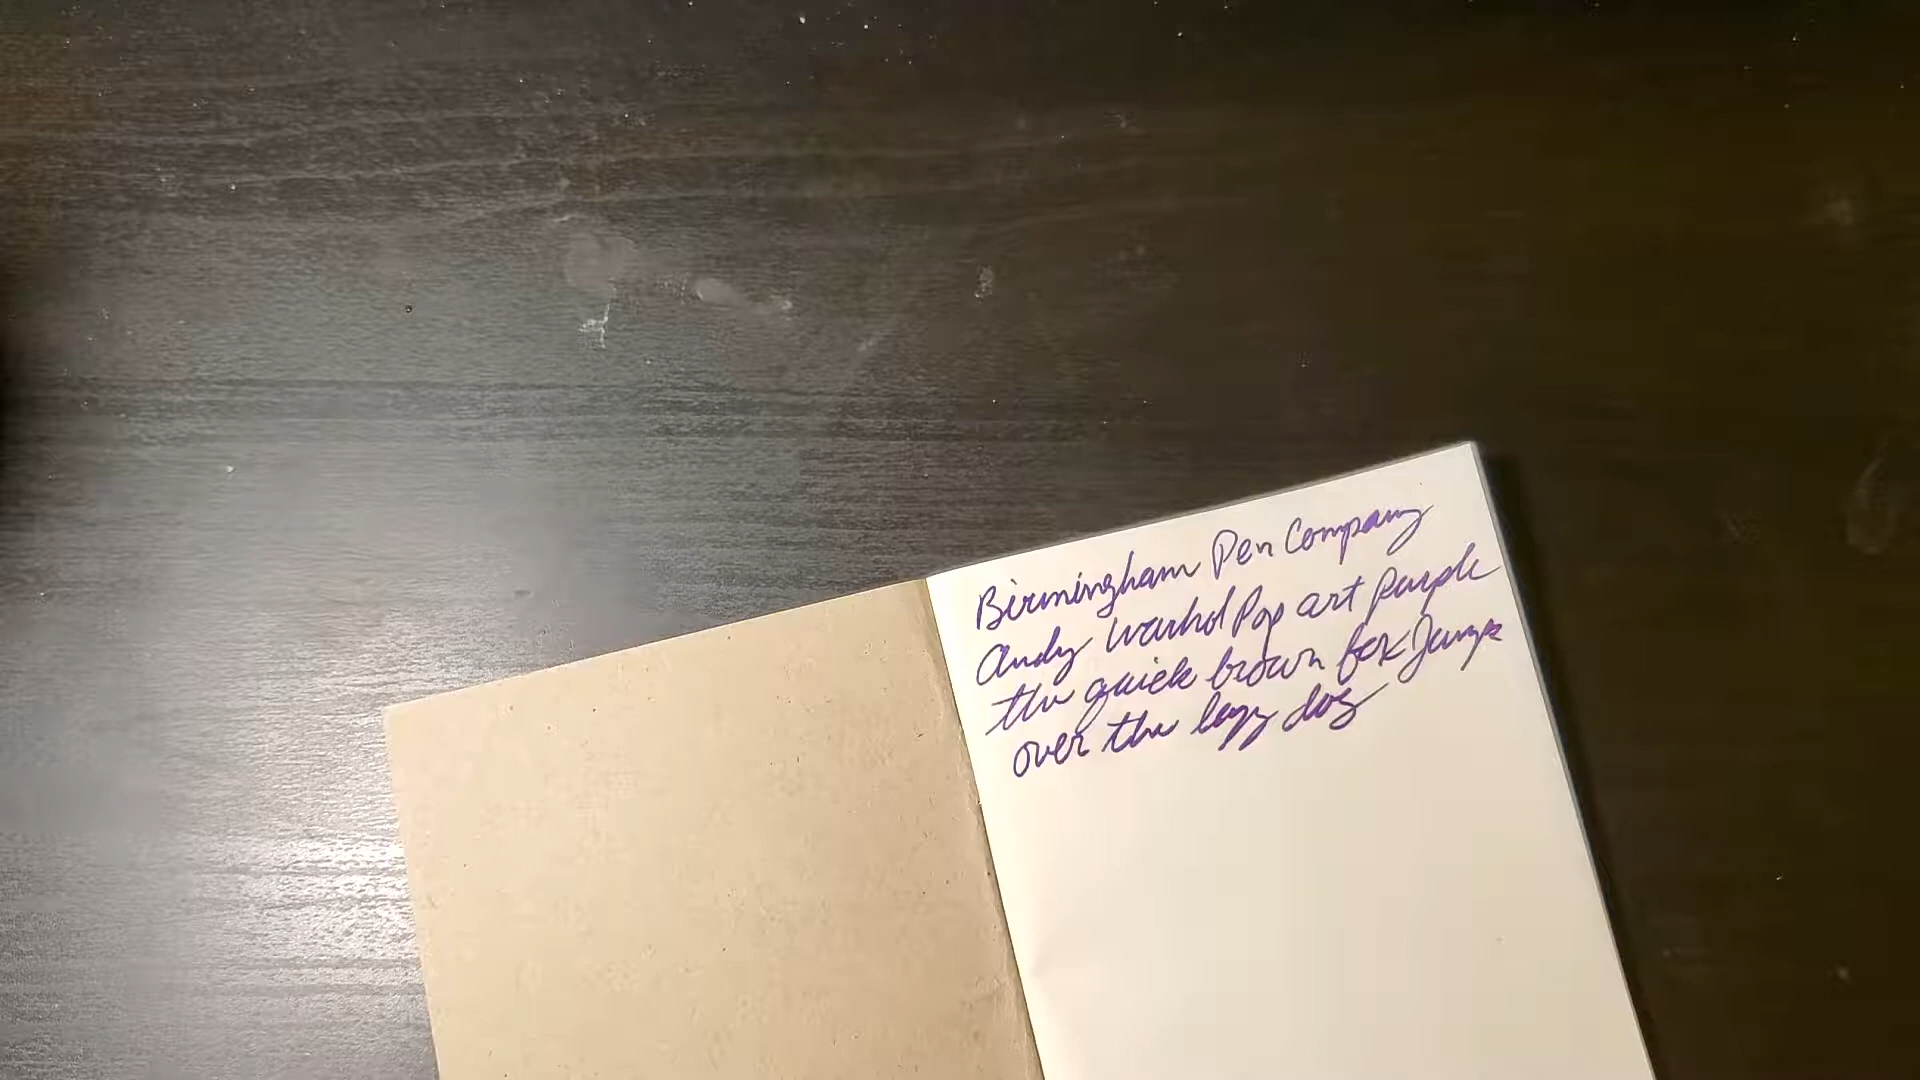 Birmingham Pen Company
Andy Warhol Pop art purple
the quick brown fox Jumps
over the lazy dog